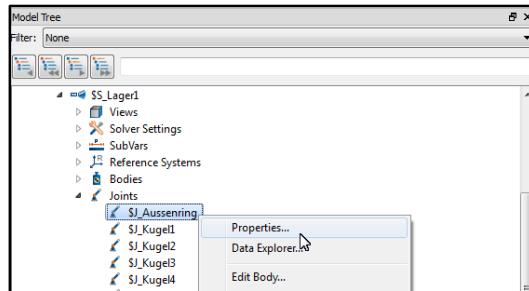 Model Tree
Filter: None
$S_Lager1
Views
Solver Settings
SubVars
Reference Systems
Bodies
Joints
$J_Aussenring
Properties...
$J_Kugel1
Data Explorer...
$J_Kugel2
$J_Kugel3
Edit Body...
$J_Kugel4